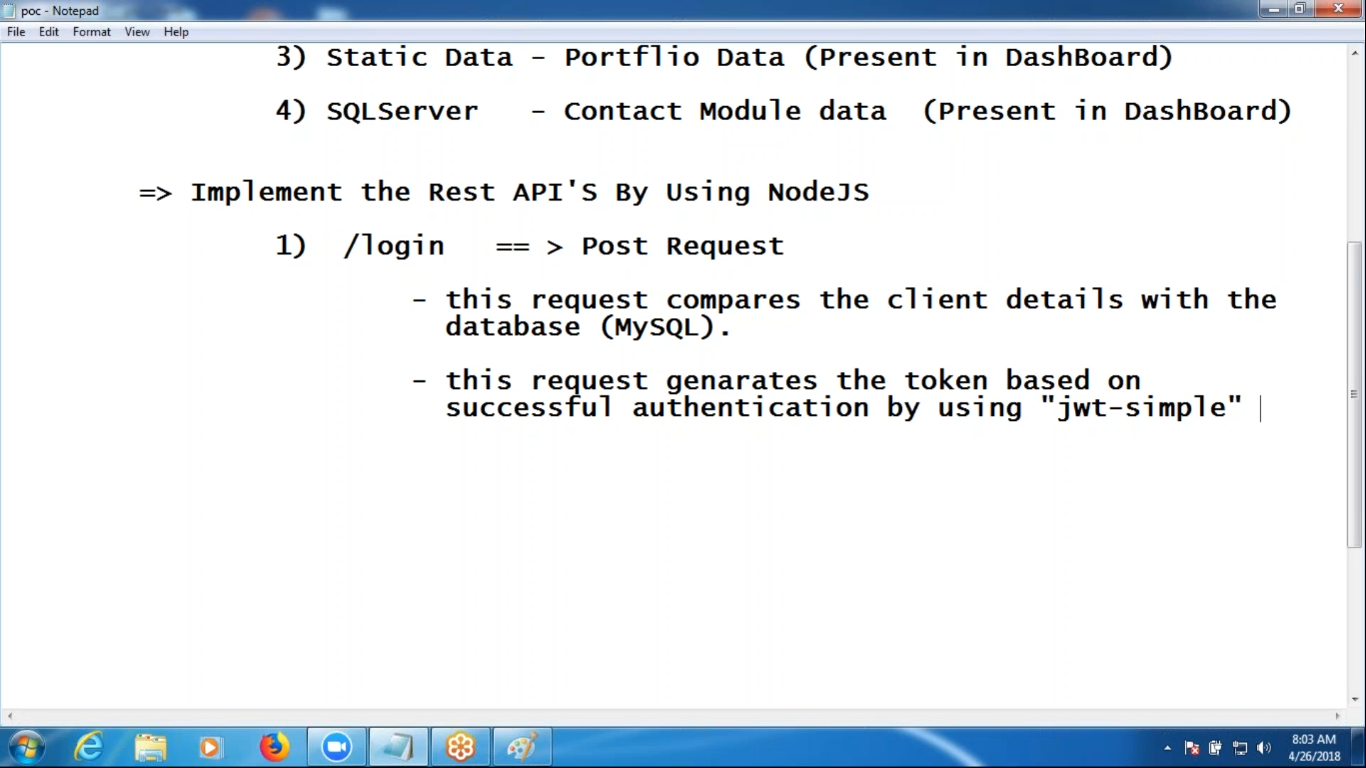 poc - Notepad
File Edit Format View Help
3) Static Data - Portflio Data (Present in DashBoard)
4) SQLServer - Contact Module data (Present in DashBoard)
=> Implement the Rest API'S By Using NodeJS
1) /login == > Post Request
- this request compares the client details with the
database (MySQL).
- this request genarates the token based on
successful authentication by using "jwt-simple"
8:03 AM
4/26/2018